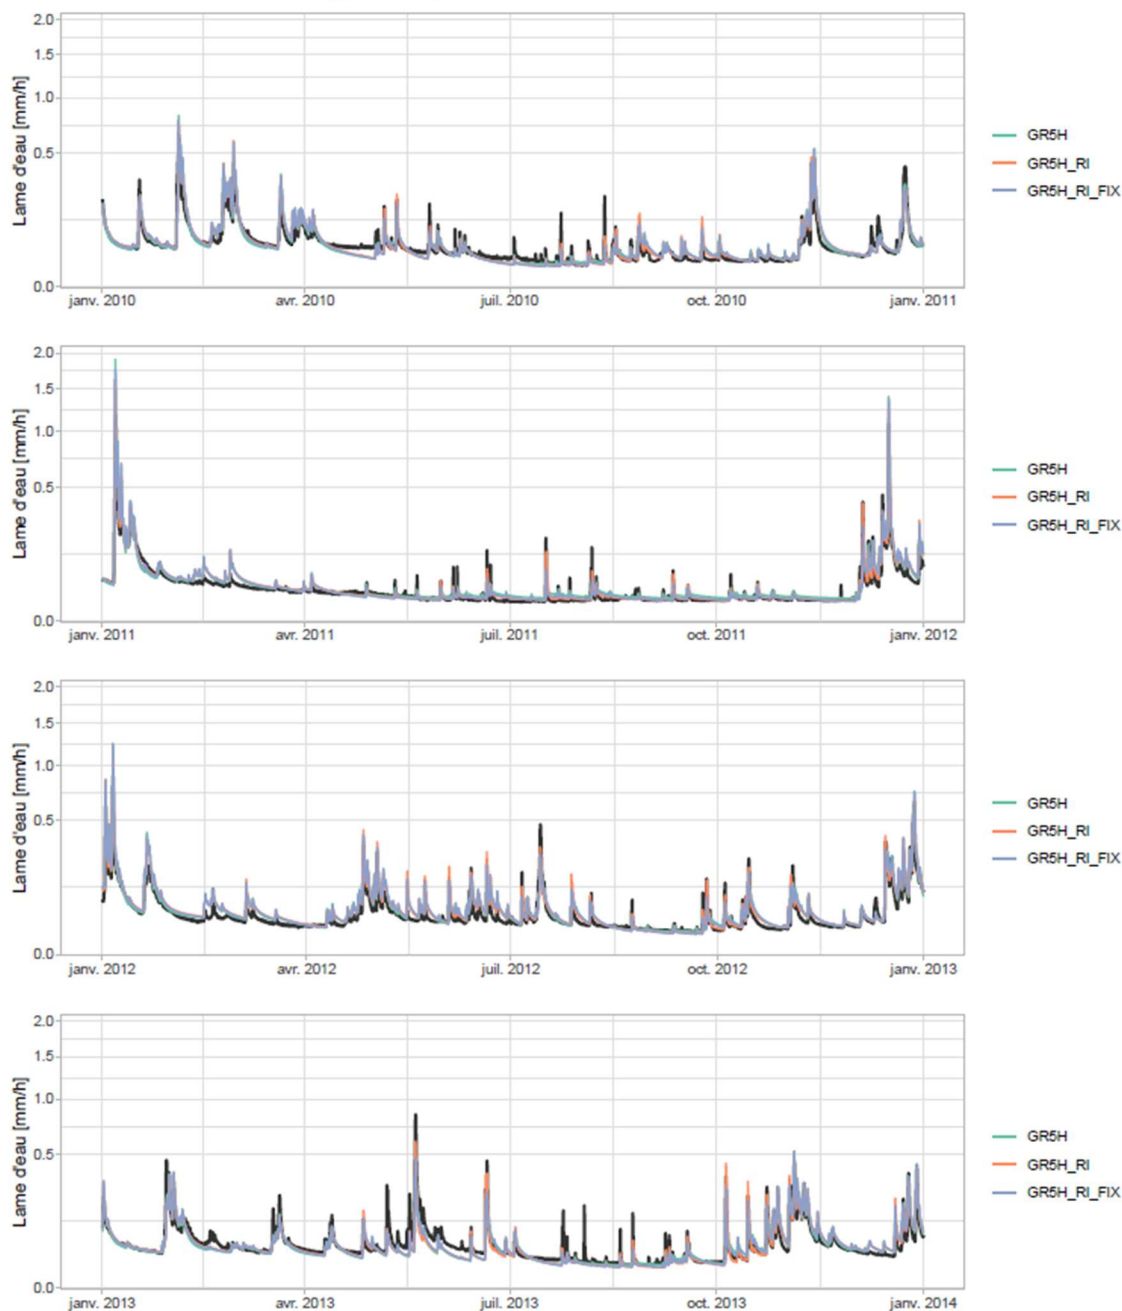 Lame d'eau [mm/h]
2.0
1.5
1.0
0.5
0.0
janv. 2010 avr. 2010 juil. 2010 oct. 2010 janv. 2011
GR5H
GR5H_RI
GR5H_RI_FIX
Lame d'eau [mm/h]
2.0
1.5
1.0
0.5
0.0
janv. 2011 avr. 2011 juil. 2011 oct. 2011 janv. 2012
GR5H
GR5H_RI
GR5H_RI_FIX
Lame d'eau [mm/h]
2.0
1.5
1.0
0.5
0.0
janv. 2012 avr. 2012 juil. 2012 oct. 2012 janv. 2013
GR5H
GR5H_RI
GR5H_RI_FIX
Lame d'eau [mm/h]
2.0
1.5
1.0
0.5
0.0
janv. 2013 avr. 2013 juil. 2013 oct. 2013 janv. 2014
GR5H
GR5H_RI
GR5H_RI_FIX